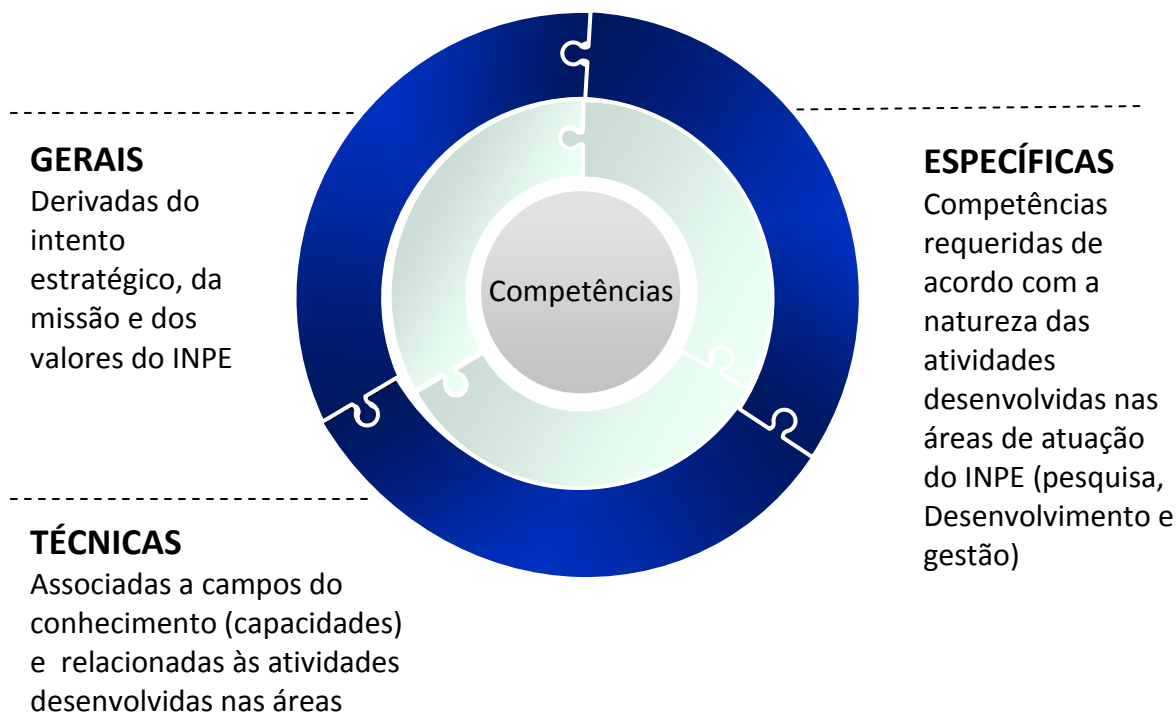 GERAIS
Derivadas do
intento
estratégico, da
missão e dos
valores do INPE
Competências
ESPECÍFICAS
Competências
requeridas de
acordo com a
natureza das
atividades
desenvolvidas nas
áreas de atuação
do INPE (pesquisa,
Desenvolvimento e
gestão)
TÉCNICAS
Associadas a campos do
conhecimento (capacidades)
e relacionadas às atividades
desenvolvidas nas áreas